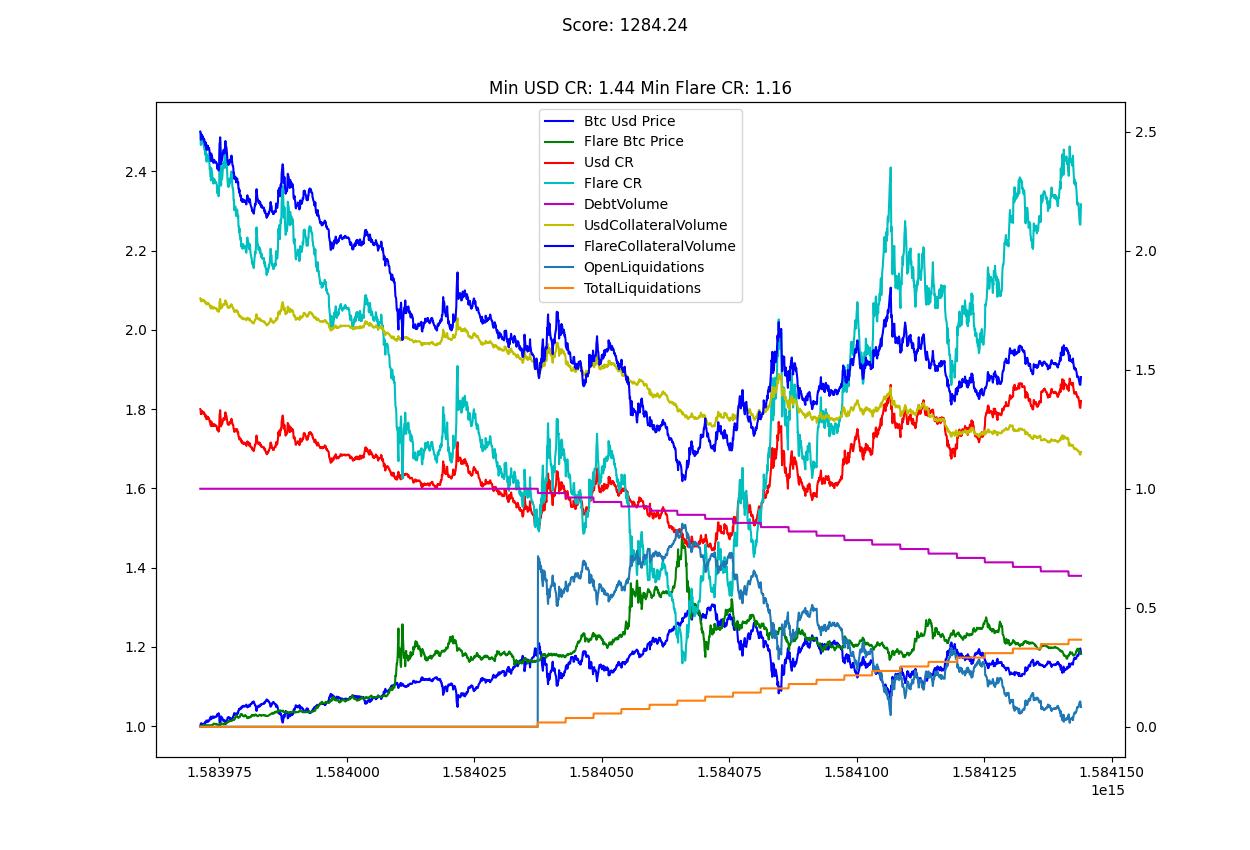 Score: 1284.24
Min USD CR: 1.44 Min Flare CR: 1.16
Btc Usd Price
Flare Btc Price
Usd CR
Flare CR
DebtVolume
UsdCollateralVolume
FlareCollateralVolume
OpenLiquidations
TotalLiquidations
2.4
2.2
2.0
1.8
1.6
1.4
1.2
1.0
2.5
2.0
1.5
1.0
0.5
0.0
1.583975
1.584000
1.584025
1.584050
1.584075
1.584100
1.584125
1.584150
1e15